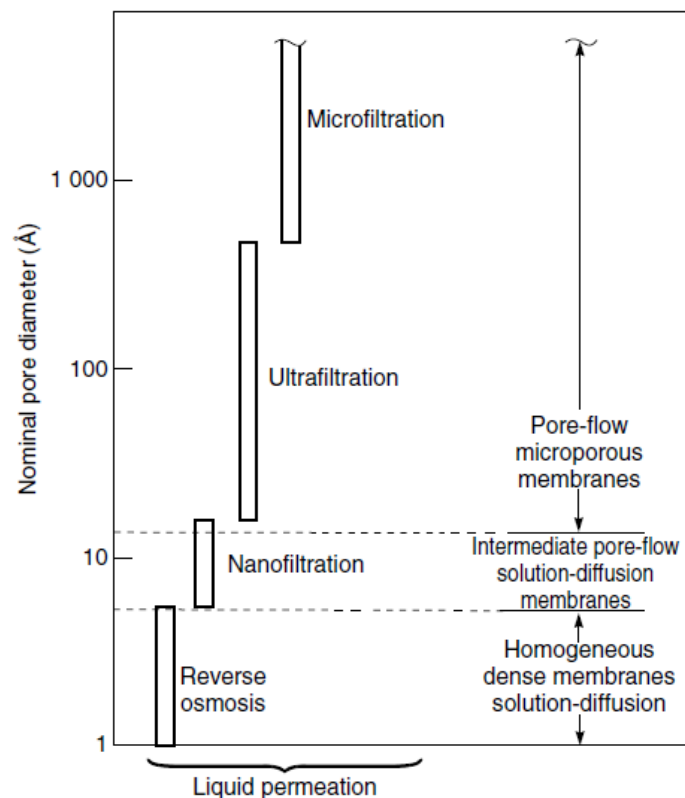 Nominal pore diameter (Å)
1 000
100
10
1
Microfiltration
Ultrafiltration
Nanofiltration
Reverse
osmosis
Pore-flow
microporous
membranes
Intermediate pore-flow
solution-diffusion
membranes
Homogeneous
dense membranes
solution-diffusion
Liquid permeation